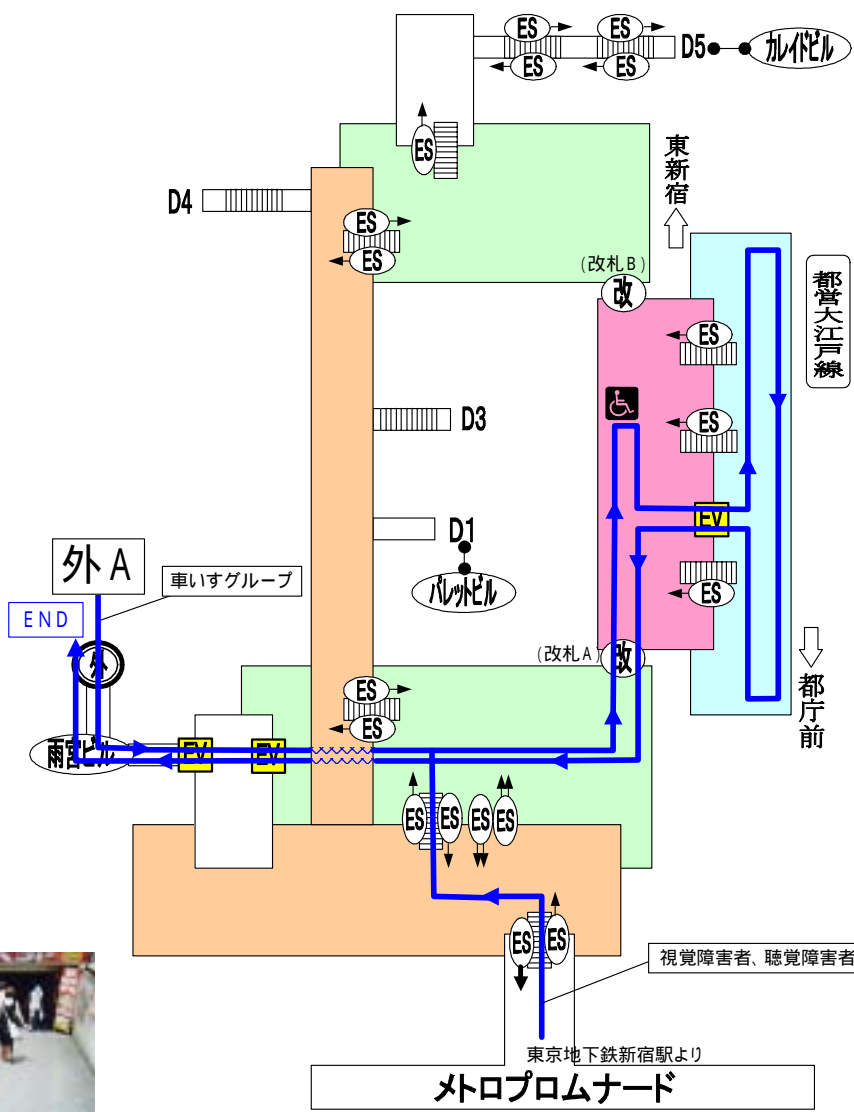 ES
ES
D5
カレイドビル
ES
ES
ES
東新宿
D4
ES
ES
(改札B)
改
都営大江戸線
ES
ES
D3
EV
D1
外A
車いすグループ
パレットビル
ES
END
外
(改札A)
改
都庁前
ES
ES
雨宮ビル
EV
EV
ES
ES
ES
ES
ES
ES
視覚障害者、聴覚障害者
東京地下鉄新宿駅より
メトロプロムナード